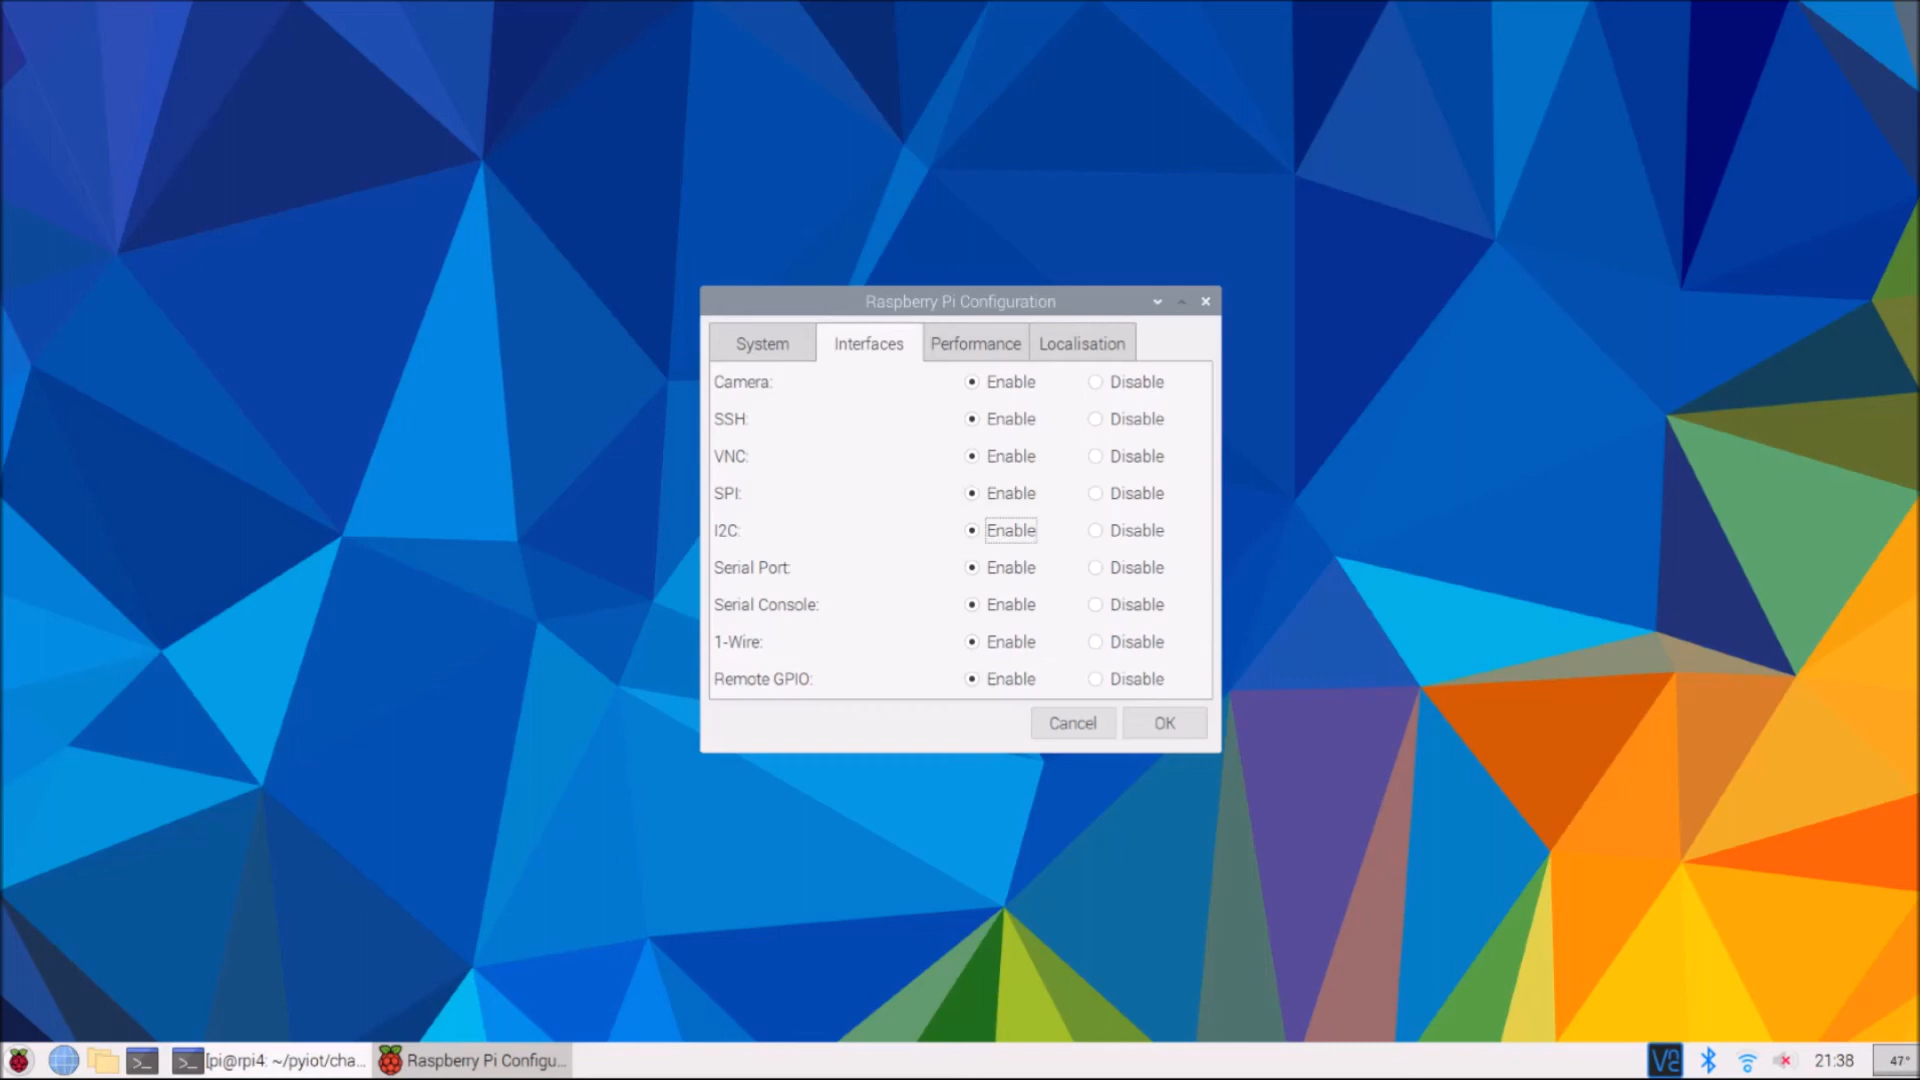 Raspberry Pi Configuration
System Interfaces Performance Localisation
Camera: Enable Disable
SSH: Enable Disable
VNC: Enable Disable
SPI: Enable Disable
I2C: Enable Disable
Serial Port: Enable Disable
Serial Console: Enable Disable
1-Wire: Enable Disable
Remote GPIO: Enable Disable
Cancel OK
[pi@rpi4: ~/pyiot/cha... Raspberry Pi Configu... 21:38 47°